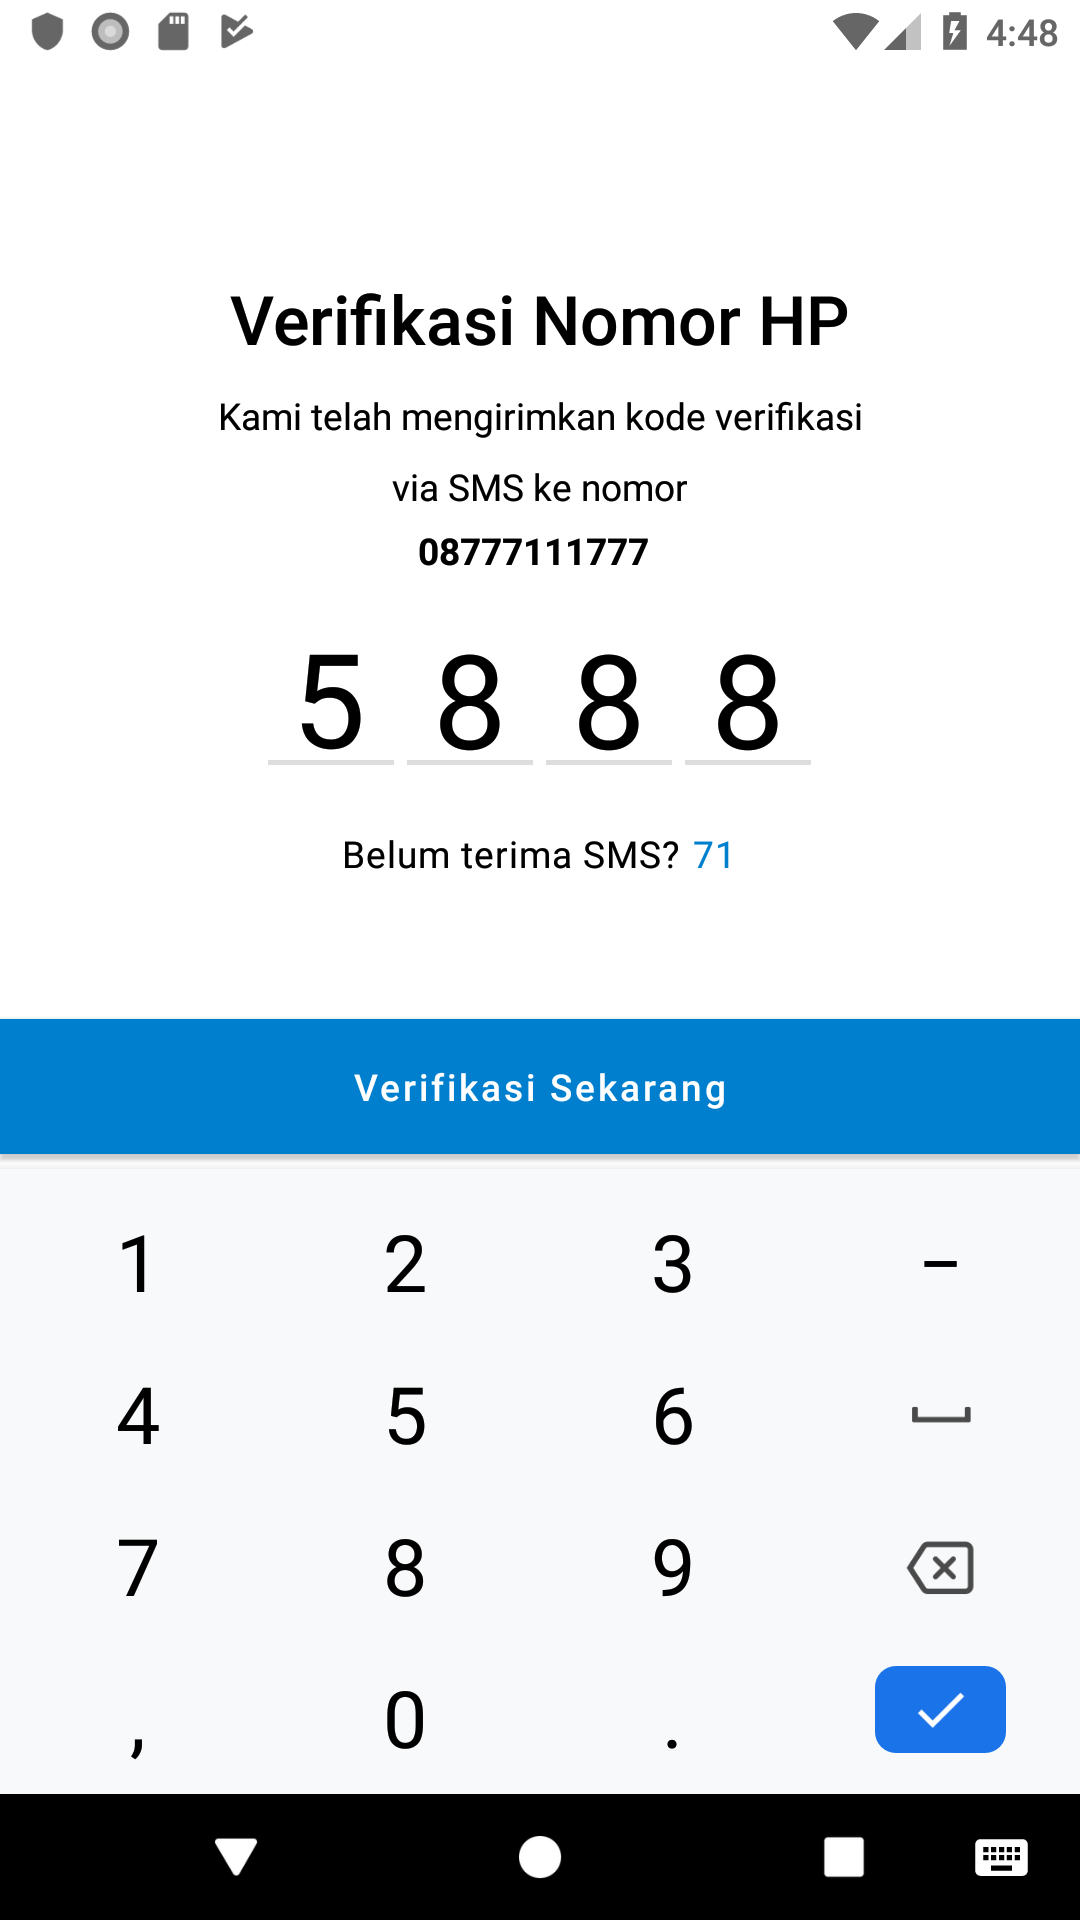 4:48
Verifikasi Nomor HP
Kami telah mengirimkan kode verifikasi
via SMS ke nomor
08777111777
5 8 8 8
Belum terima SMS? 71
Verifikasi Sekarang
1 2 3 –
4 5 6
7 8 9
, 0 .